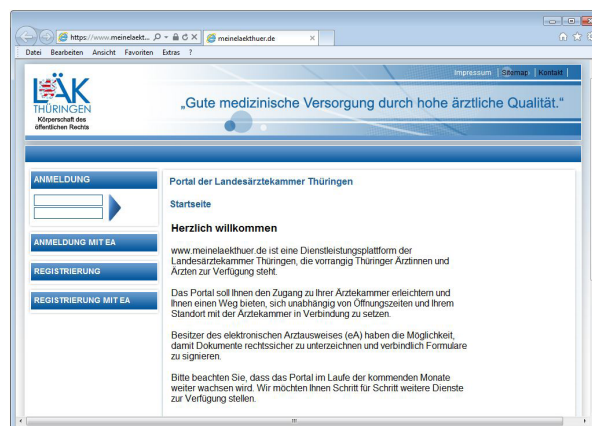 https://www.meinelaekt...
meinelaekthuer.de
Datei Bearbeiten Ansicht Favoriten Extras ?
Impressum | Sitemap | Kontakt |
LÄK
THÜRINGEN
Körperschaft des
öffentlichen Rechts
„Gute medizinische Versorgung durch hohe ärztliche Qualität.“
ANMELDUNG
ANMELDUNG MIT EA
REGISTRIERUNG
REGISTRIERUNG MIT EA
Portal der Landesärztekammer Thüringen
Startseite
Herzlich willkommen
www.meinelaekthuer.de ist eine Dienstleistungsplattform der
Landesärztekammer Thüringen, die vorrangig Thüringer Ärztinnen und
Ärzten zur Verfügung steht.
Das Portal soll Ihnen den Zugang zu Ihrer Ärztekammer erleichtern und
Ihnen einen Weg bieten, sich unabhängig von Öffnungszeiten und Ihrem
Standort mit der Ärztekammer in Verbindung zu setzen.
Besitzer des elektronischen Arztausweises (eA) haben die Möglichkeit,
damit Dokumente rechtssicher zu unterzeichnen und verbindlich Formulare
zu signieren.
Bitte beachten Sie, dass das Portal im Laufe der kommenden Monate
weiter wachsen wird. Wir möchten Ihnen Schritt für Schritt weitere Dienste
zur Verfügung stellen.